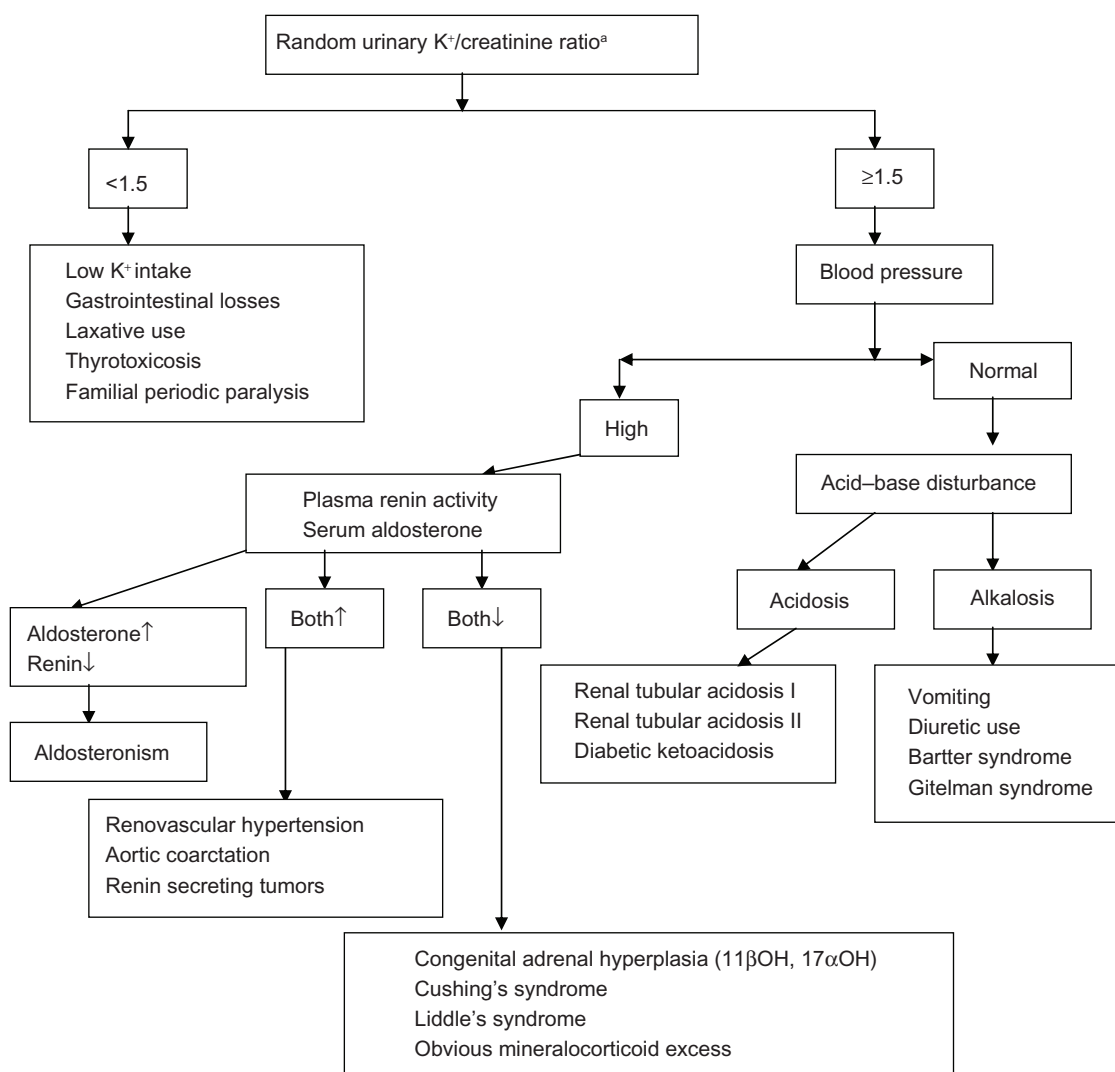 Random urinary K⁺/creatinine ratioᵃ
<1.5
≥1.5
Low K⁺ intake
Gastrointestinal losses
Laxative use
Thyrotoxicosis
Familial periodic paralysis
Blood pressure
Normal
High
Plasma renin activity
Serum aldosterone
Acid–base disturbance
Aldosterone↑
Renin↓
Both↑
Both↓
Acidosis
Alkalosis
Aldosteronism
Renal tubular acidosis I
Renal tubular acidosis II
Diabetic ketoacidosis
Vomiting
Diuretic use
Bartter syndrome
Gitelman syndrome
Renovascular hypertension
Aortic coarctation
Renin secreting tumors
Congenital adrenal hyperplasia (11βOH, 17αOH)
Cushing's syndrome
Liddle's syndrome
Obvious mineralocorticoid excess